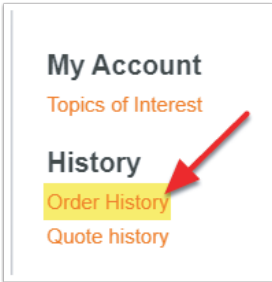 My Account
Topics of Interest
History
Order History
Quote history